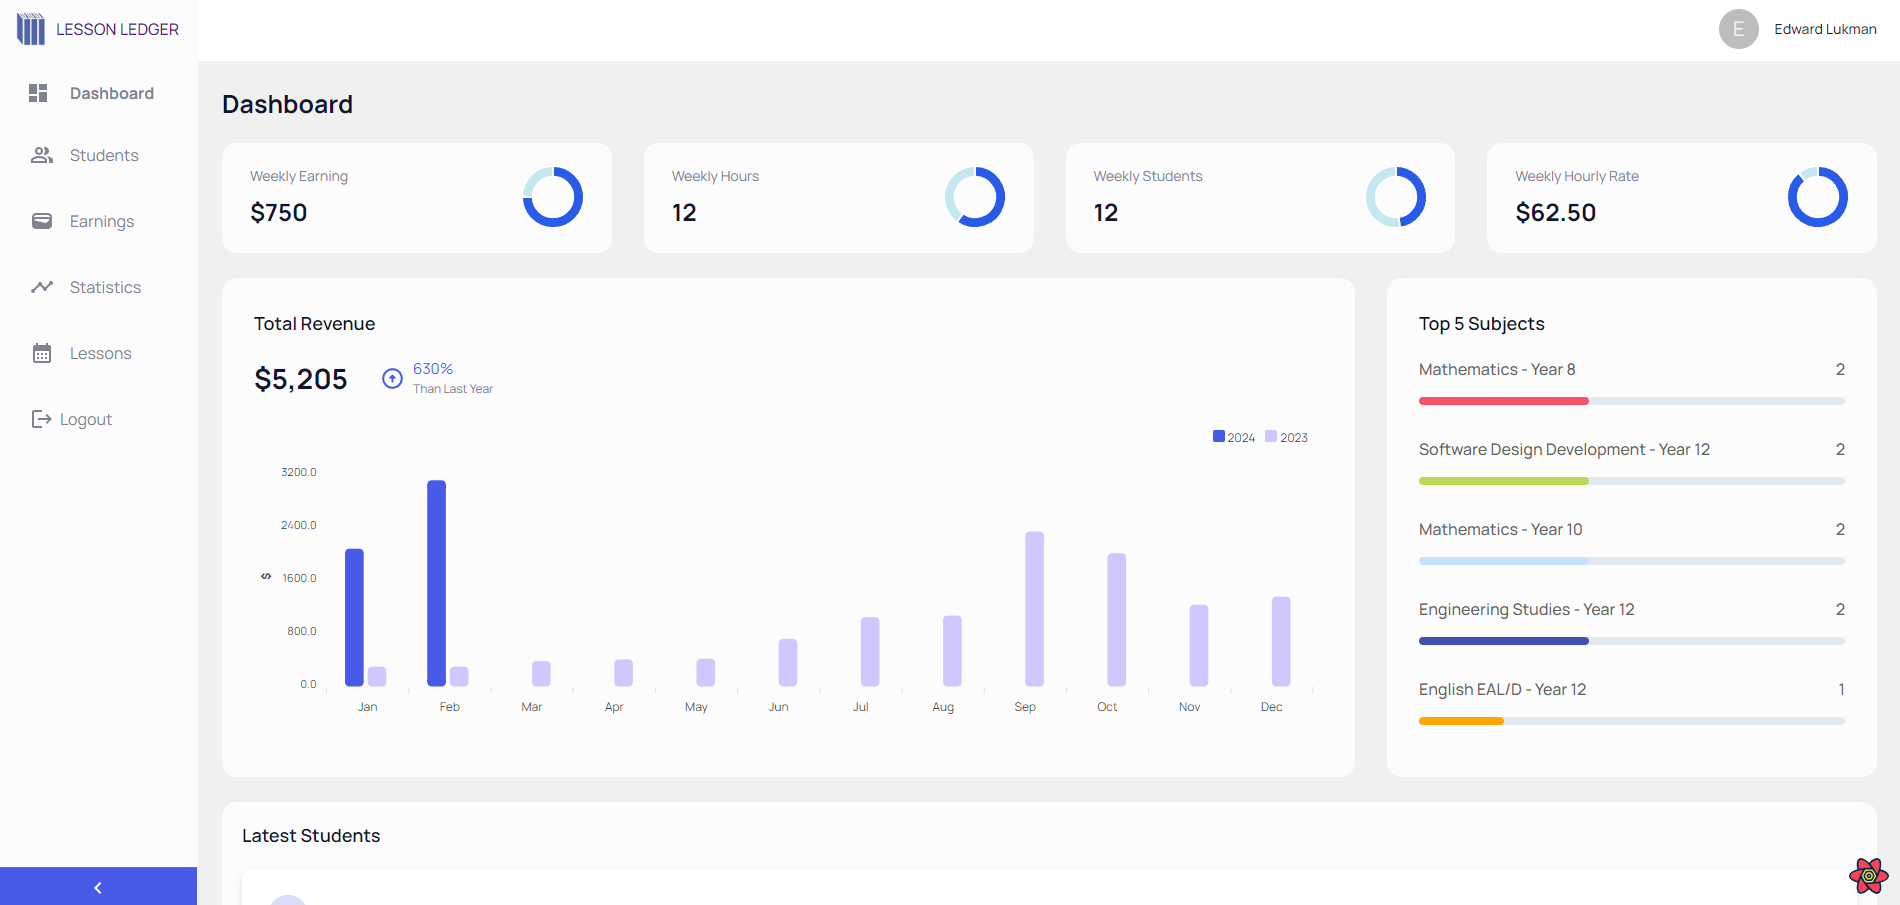 LESSON LEDGER
E
Edward Lukman
Dashboard
Students
Earnings
Statistics
Lessons
Logout
Dashboard
Weekly Earning
$750
Weekly Hours
12
Weekly Students
12
Weekly Hourly Rate
$62.50
Total Revenue
$5,205
630%
Than Last Year
2024 2023
3200.0
2400.0
1600.0
800.0
0.0
$
Jan Feb Mar Apr May Jun Jul Aug Sep Oct Nov Dec
Top 5 Subjects
Mathematics - Year 8 2
Software Design Development - Year 12 2
Mathematics - Year 10 2
Engineering Studies - Year 12 2
English EAL/D - Year 12 1
Latest Students